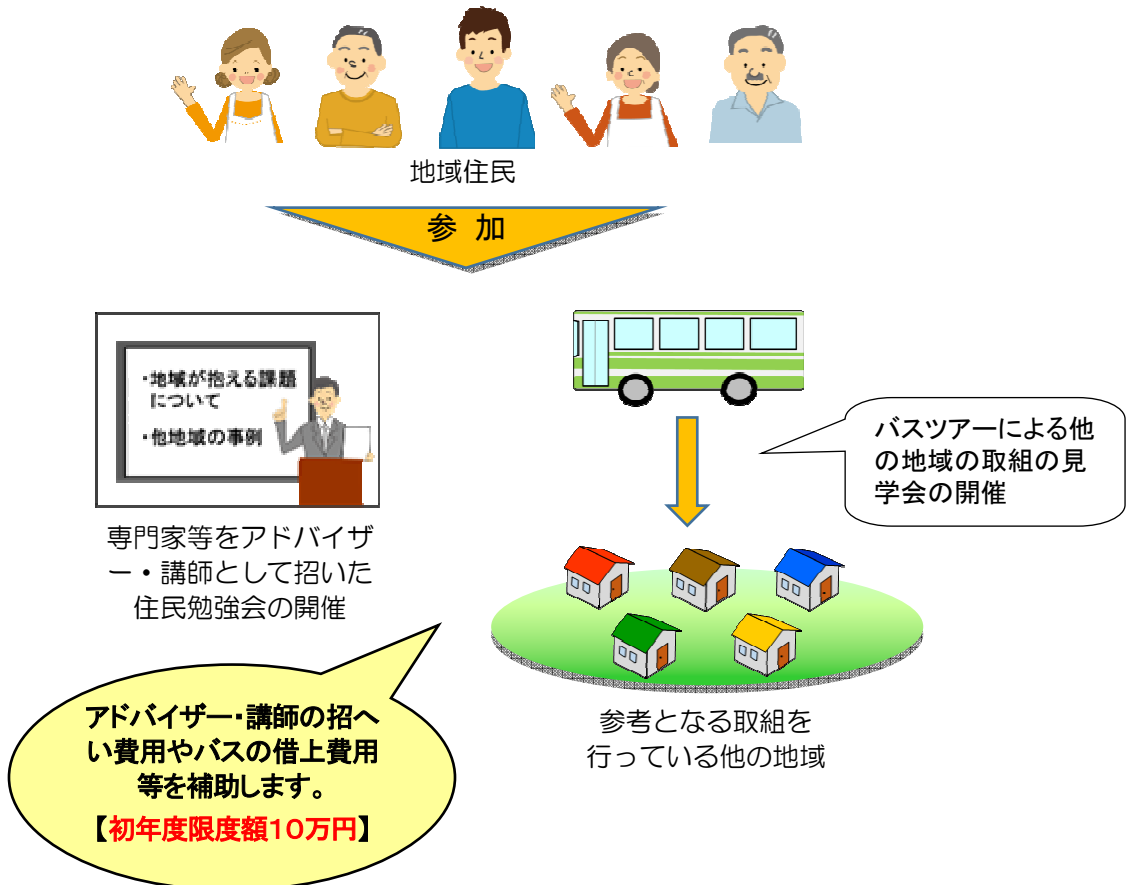 地域住民
参 加
・地域が抱える課題
について
・他地域の事例
専門家等をアドバイザ
ー・講師として招いた
住民勉強会の開催
バスツアーによる他
の地域の取組の見
学会の開催
アドバイザー・講師の招へ
い費用やバスの借上費用
等を補助します。
【初年度限度額１０万円】
参考となる取組を
行っている他の地域